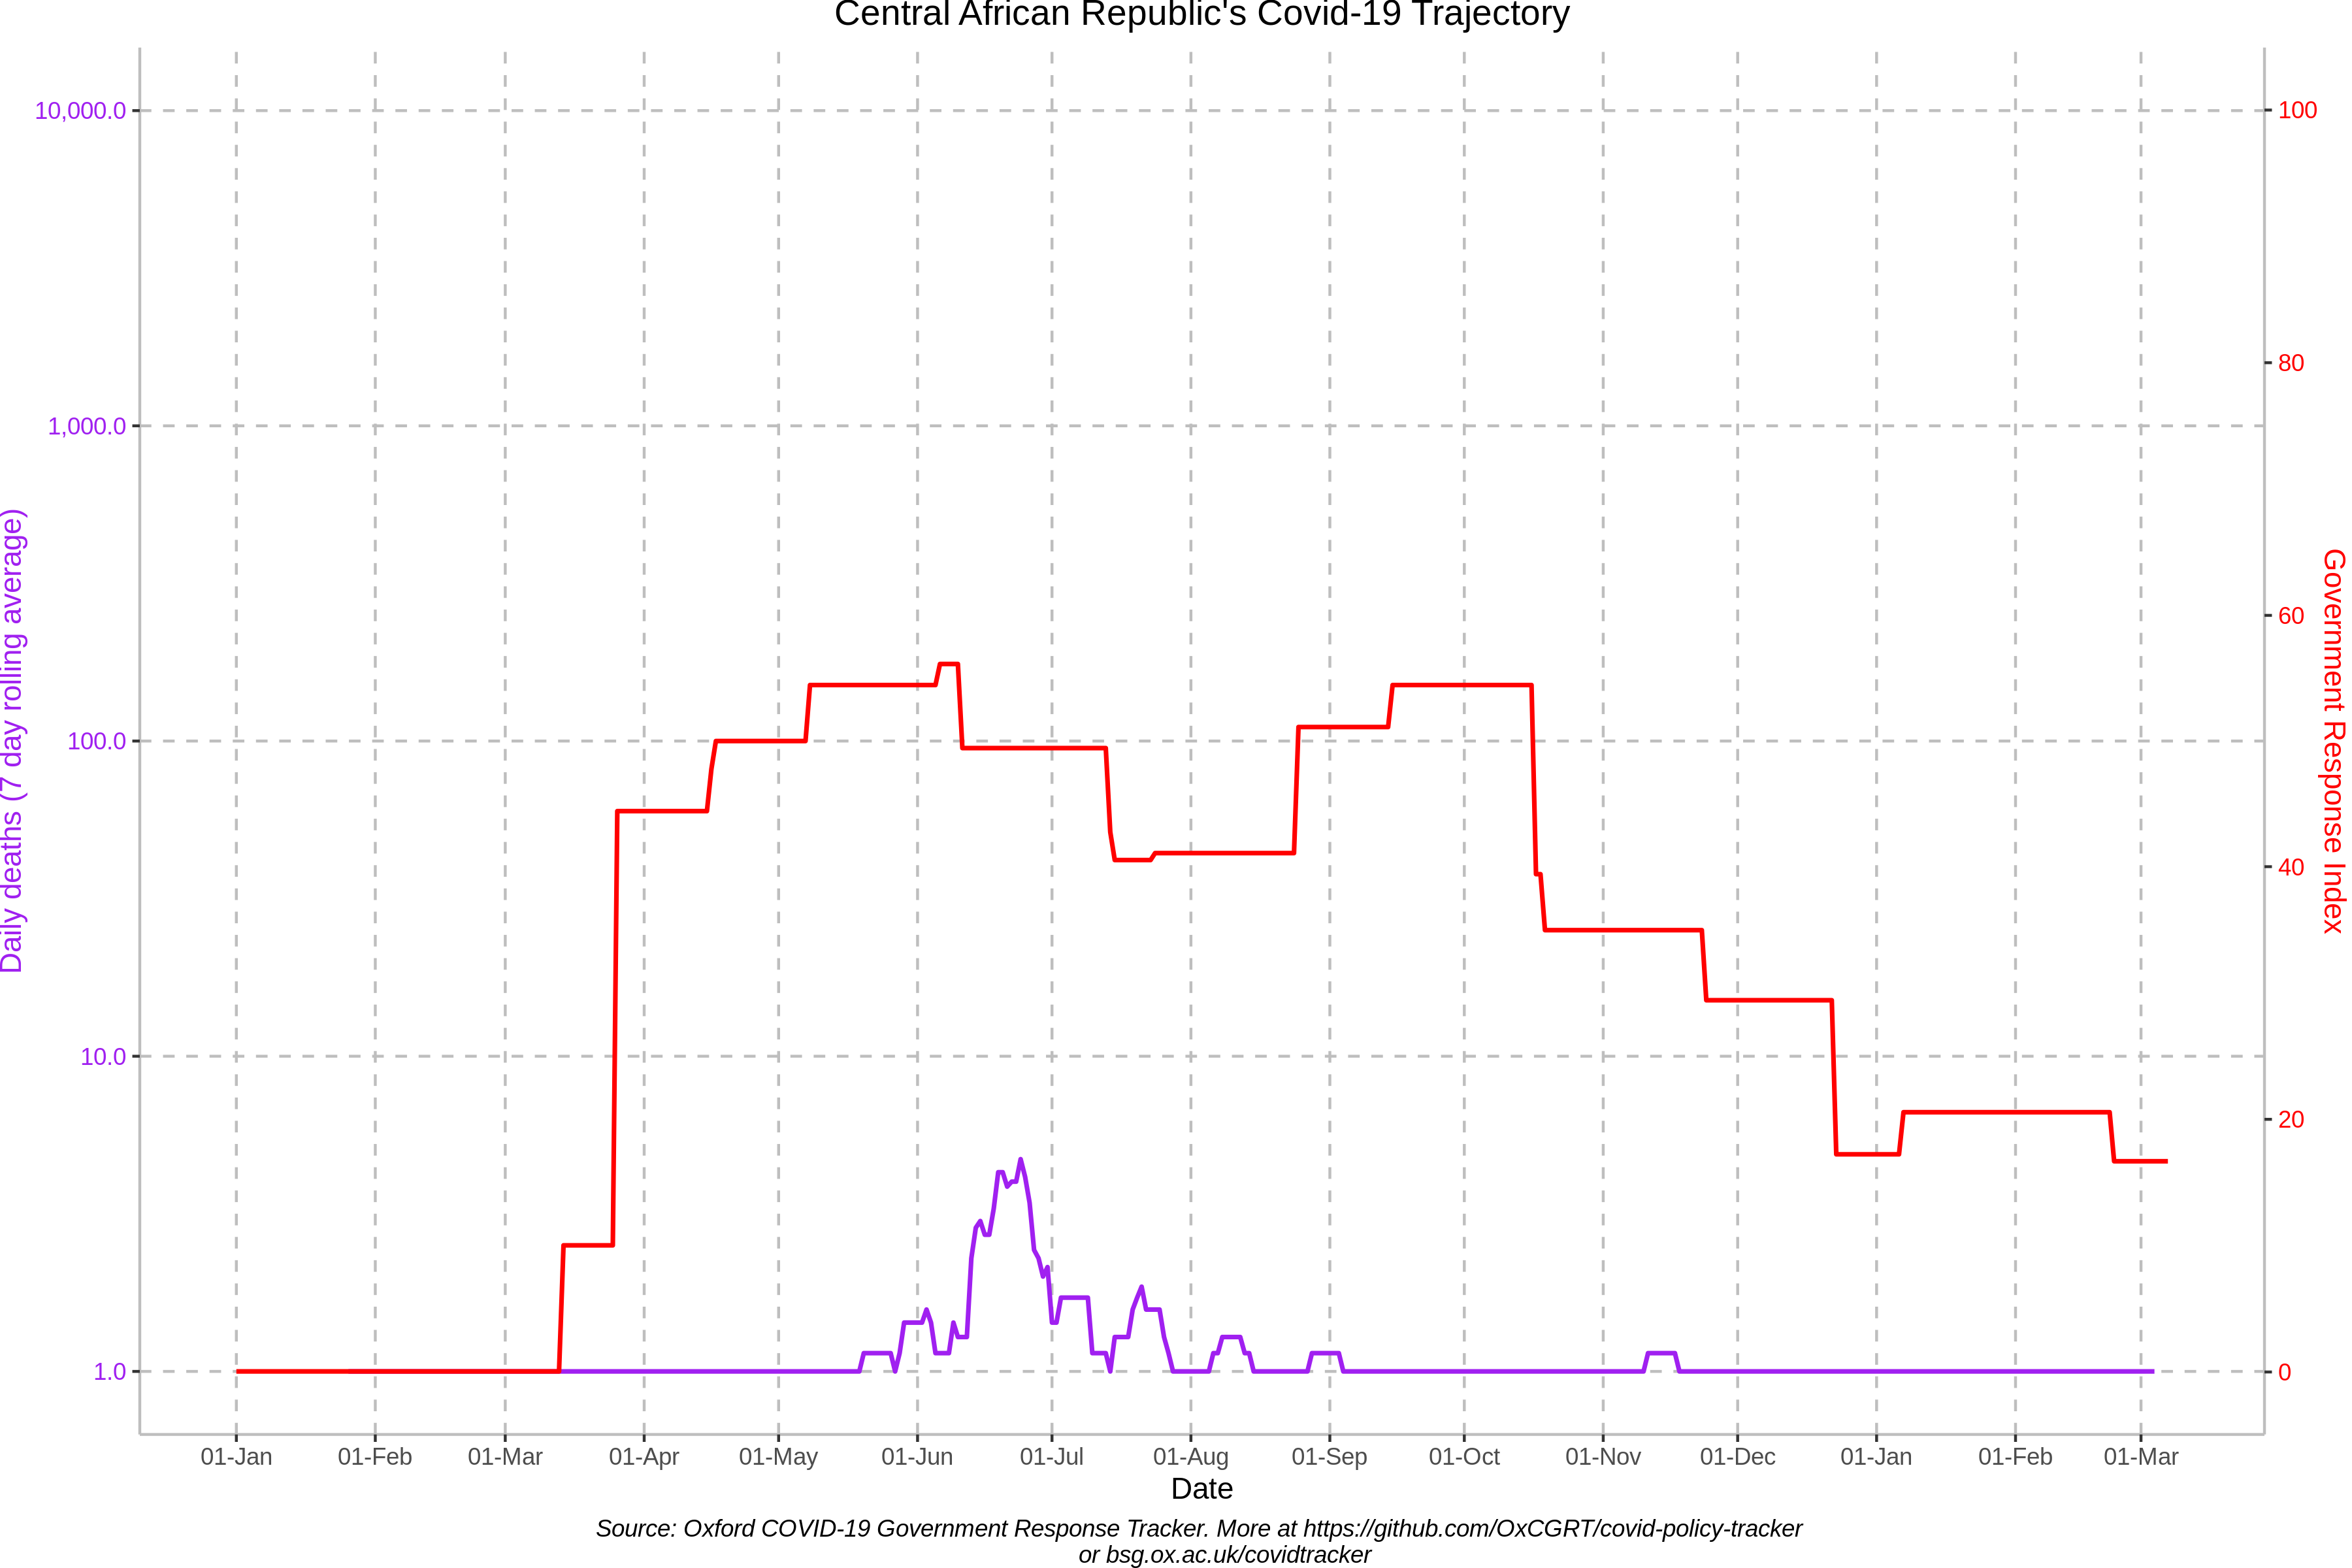 Central African Republic's Covid-19 Trajectory
10,000.0
1,000.0
100.0
10.0
1.0
Daily deaths (7 day rolling average)
100
80
60
40
20
0
Government Response Index
01-Jan 01-Feb 01-Mar 01-Apr 01-May 01-Jun 01-Jul 01-Aug 01-Sep 01-Oct 01-Nov 01-Dec 01-Jan 01-Feb 01-Mar
Date
Source: Oxford COVID-19 Government Response Tracker. More at https://github.com/OxCGRT/covid-policy-tracker
or bsg.ox.ac.uk/covidtracker